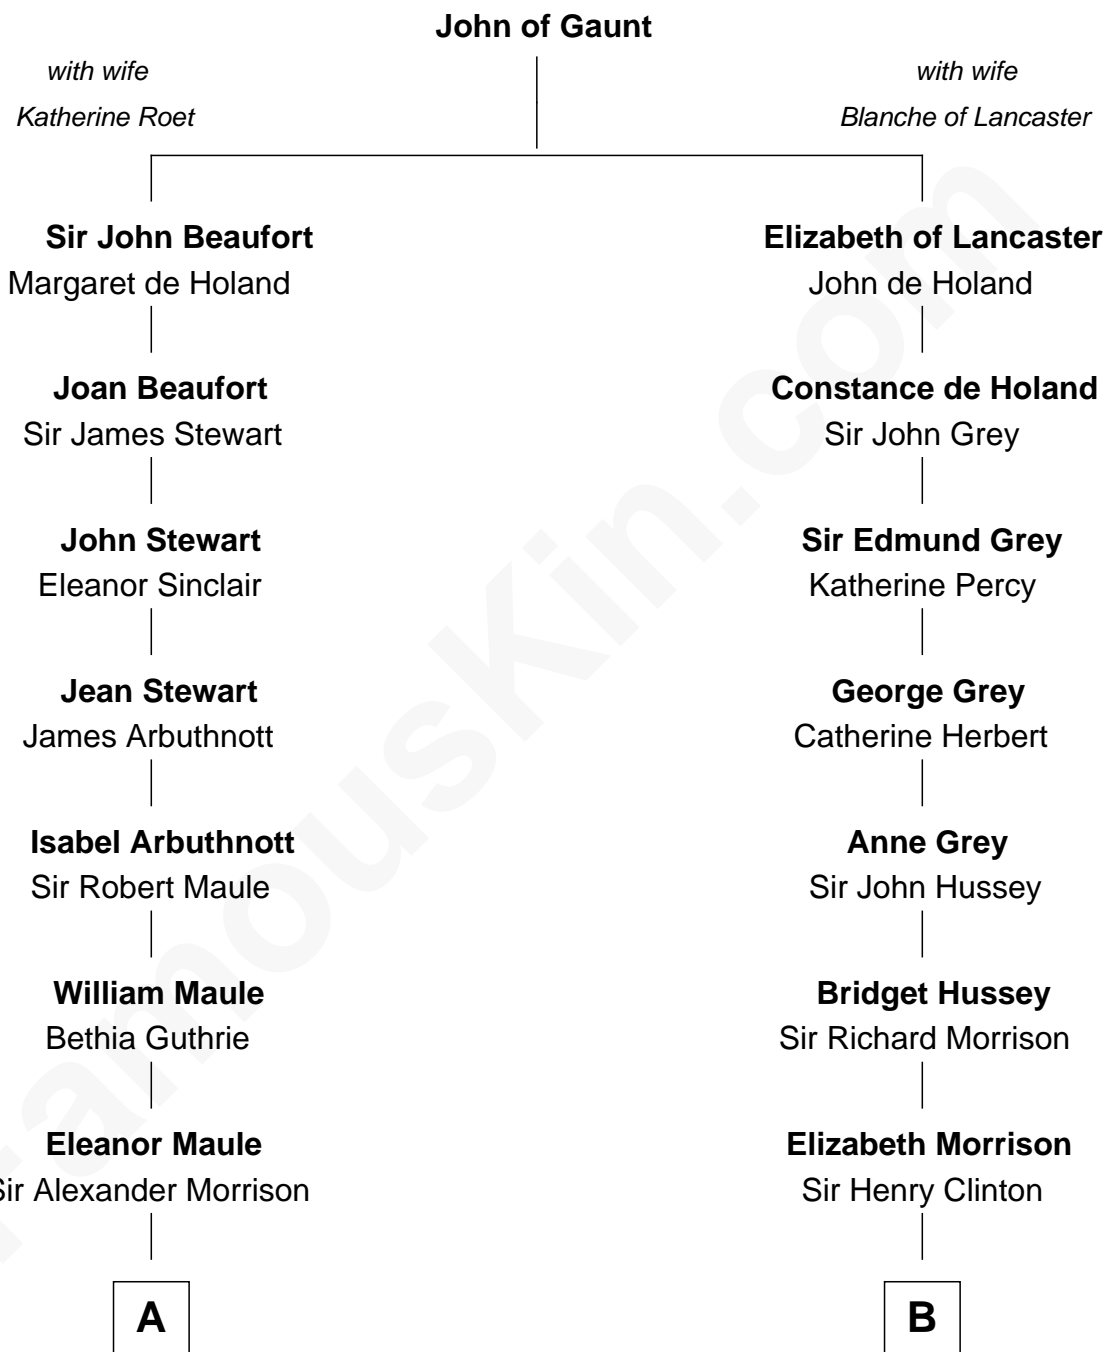 John of Gaunt
with wife
Katherine Roet
with wife
Blanche of Lancaster
Sir John Beaufort
Margaret de Holand
Elizabeth of Lancaster
John de Holand
Joan Beaufort
Sir James Stewart
Constance de Holand
Sir John Grey
John Stewart
Eleanor Sinclair
Sir Edmund Grey
Katherine Percy
Jean Stewart
James Arbuthnott
George Grey
Catherine Herbert
Isabel Arbuthnott
Sir Robert Maule
Anne Grey
Sir John Hussey
William Maule
Bethia Guthrie
Bridget Hussey
Sir Richard Morrison
Eleanor Maule
Sir Alexander Morrison
Elizabeth Morrison
Sir Henry Clinton
A
B
FamousKin.com